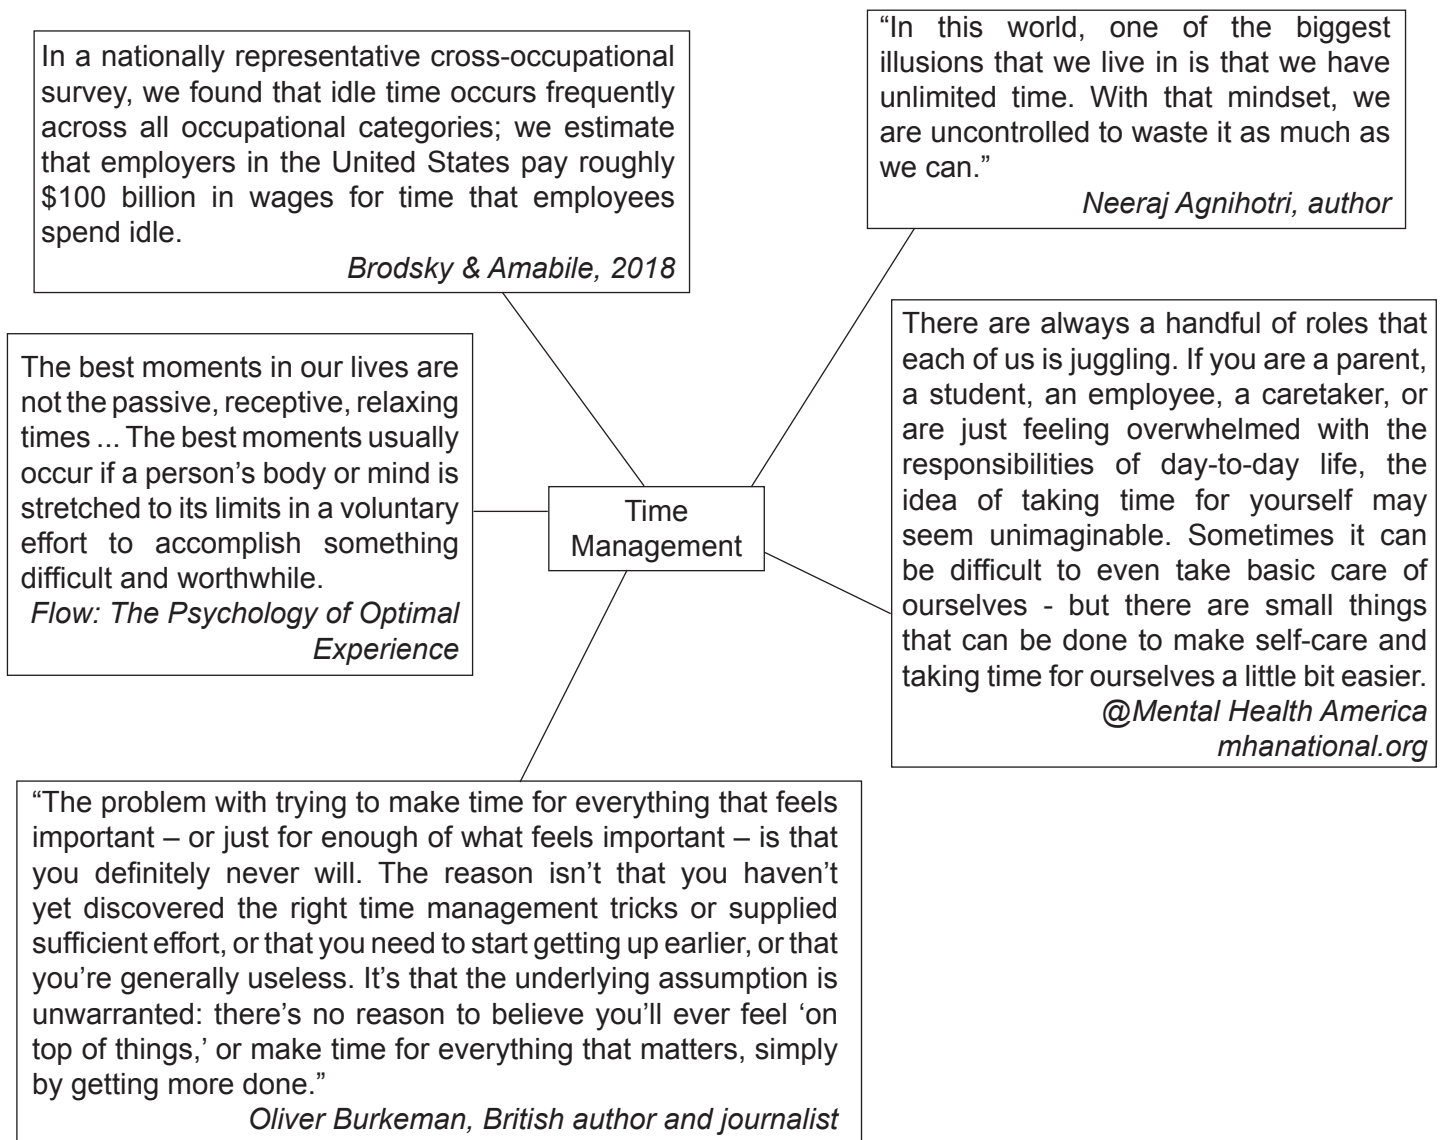 In a nationally representative cross-occupational
survey, we found that idle time occurs frequently
across all occupational categories; we estimate
that employers in the United States pay roughly
$100 billion in wages for time that employees
spend idle.
Brodsky & Amabile, 2018
“In this world, one of the biggest
illusions that we live in is that we have
unlimited time. With that mindset, we
are uncontrolled to waste it as much as
we can.”
Neeraj Agnihotri, author
The best moments in our lives are
not the passive, receptive, relaxing
times ... The best moments usually
occur if a person’s body or mind is
stretched to its limits in a voluntary
effort to accomplish something
difficult and worthwhile.
Flow: The Psychology of Optimal
Experience
Time
Management
There are always a handful of roles that
each of us is juggling. If you are a parent,
a student, an employee, a caretaker, or
are just feeling overwhelmed with the
responsibilities of day-to-day life, the
idea of taking time for yourself may
seem unimaginable. Sometimes it can
be difficult to even take basic care of
ourselves - but there are small things
that can be done to make self-care and
taking time for ourselves a little bit easier.
@Mental Health America
mhanational.org
“The problem with trying to make time for everything that feels
important – or just for enough of what feels important – is that
you definitely never will. The reason isn’t that you haven’t
yet discovered the right time management tricks or supplied
sufficient effort, or that you need to start getting up earlier, or that
you’re generally useless. It’s that the underlying assumption is
unwarranted: there’s no reason to believe you’ll ever feel ‘on
top of things,’ or make time for everything that matters, simply
by getting more done.”
Oliver Burkeman, British author and journalist